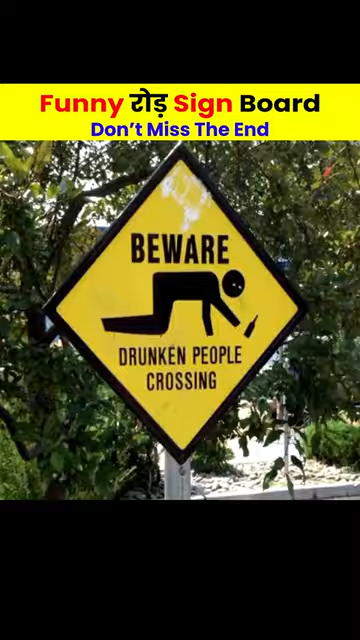 Funny रोड़ Sign Board
Don't Miss The End
BEWARE
DRUNKEN PEOPLE
CROSSING